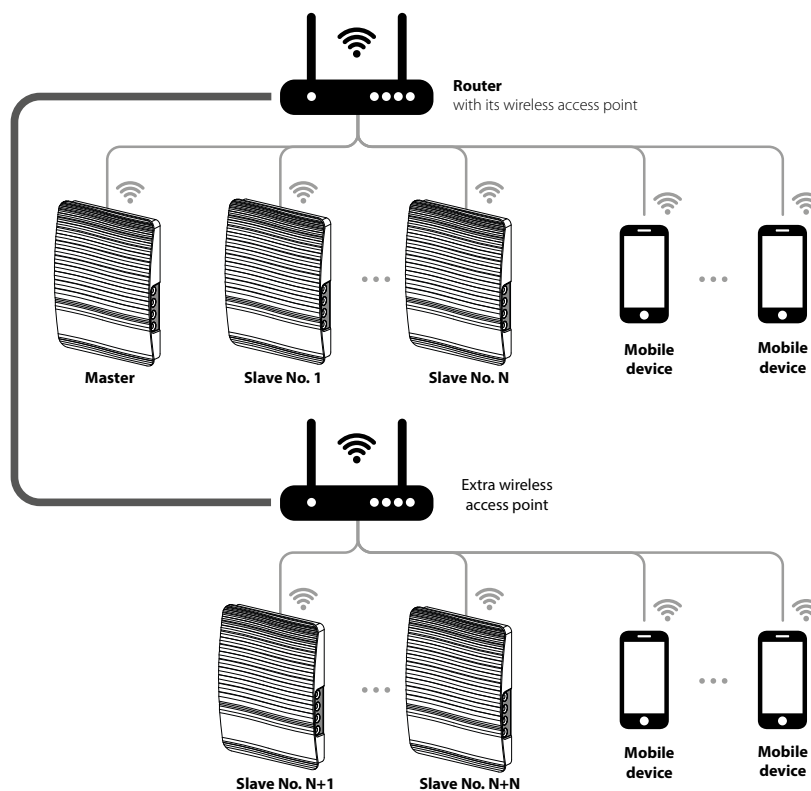 Router
with its wireless access point
Master
Slave No. 1
Slave No. N
Mobile
device
Mobile
device
Extra wireless
access point
Slave No. N+1
Slave No. N+N
Mobile
device
Mobile
device